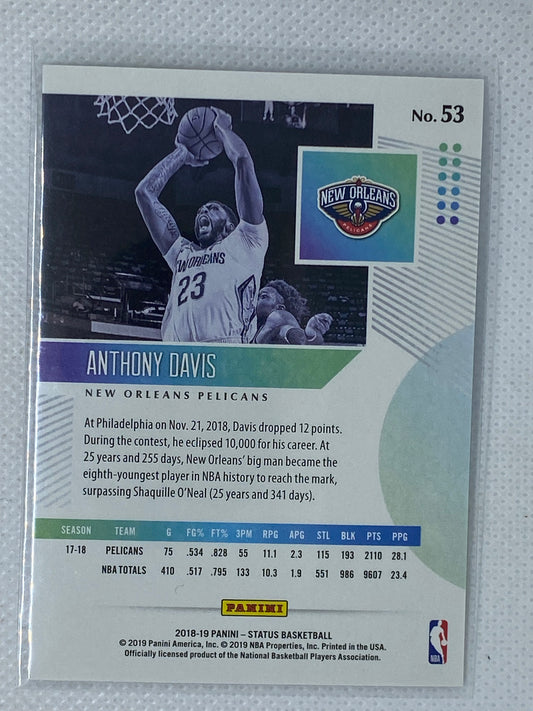 No. 53
NEW ORLEANS
PELICANS
NEW ORLEANS
23
ANTHONY DAVIS
NEW ORLEANS PELICANS
At Philadelphia on Nov. 21, 2018, Davis dropped 12 points.
During the contest, he eclipsed 10,000 for his career. At
25 years and 255 days, New Orleans' big man became the
eighth-youngest player in NBA history to reach the mark,
surpassing Shaquille O'Neal (25 years and 341 days).
SEASON TEAM G FG% FT% 3PM RPG APG STL BLK PTS PPG
17-18 PELICANS 75 .534 .828 55 11.1 2.3 115 193 2110 28.1
NBA TOTALS 410 .517 .795 133 10.3 1.9 551 986 9607 23.4
PANINI
2018-19 PANINI – STATUS BASKETBALL
© 2019 Panini America, Inc. © 2019 NBA Properties, Inc. Printed in the USA.
Officially licensed product of the National Basketball Players Association.
NBA